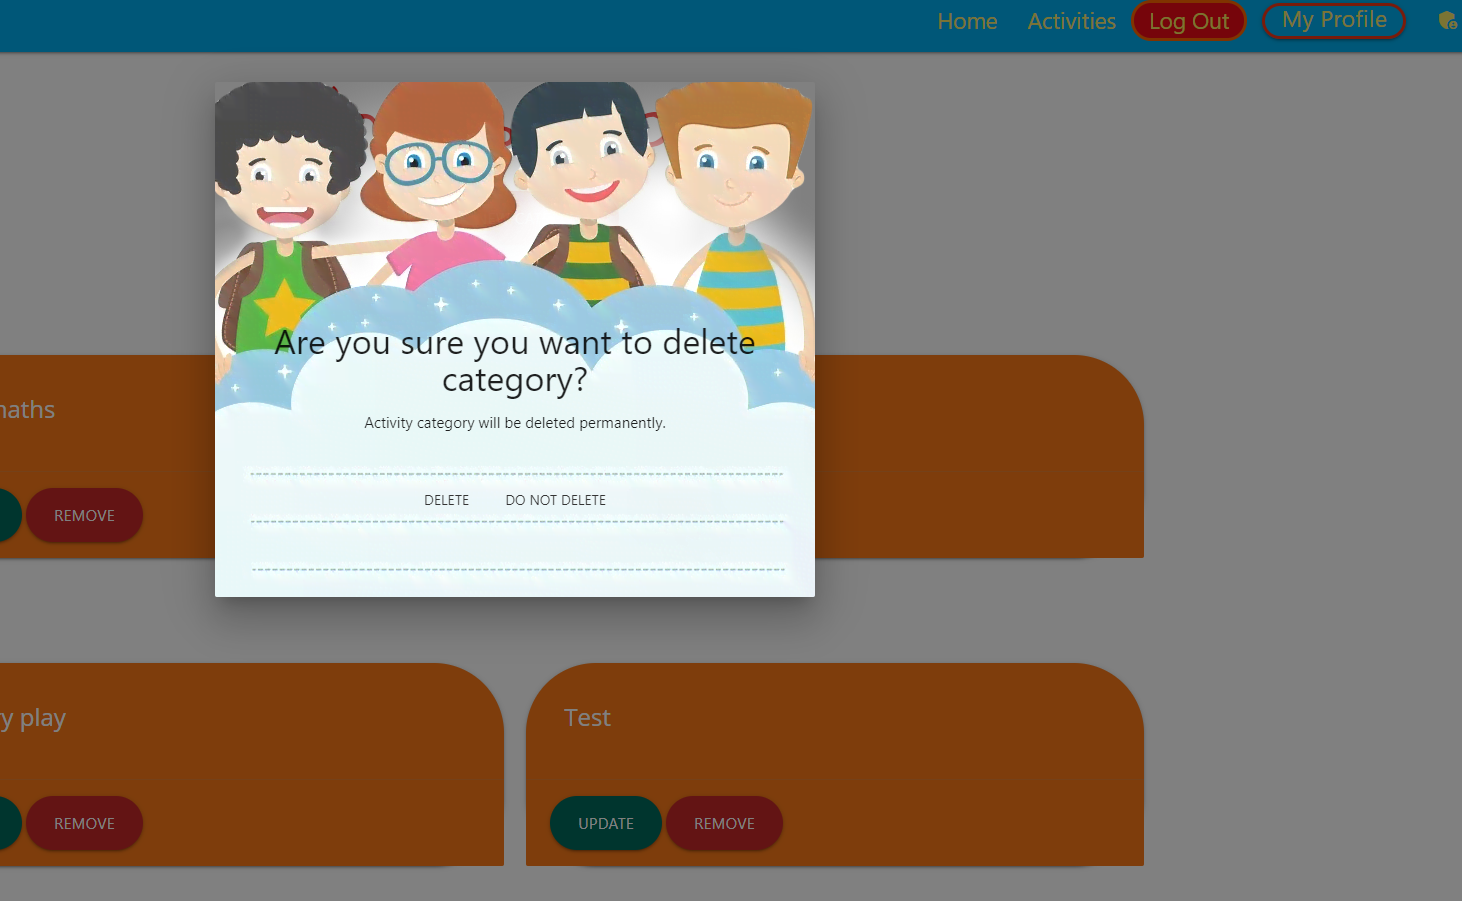 Home Activities Log Out My Profile
Are you sure you want to delete
category?
Activity category will be deleted permanently.
DELETE DO NOT DELETE
REMOVE
play
Test
REMOVE
UPDATE REMOVE